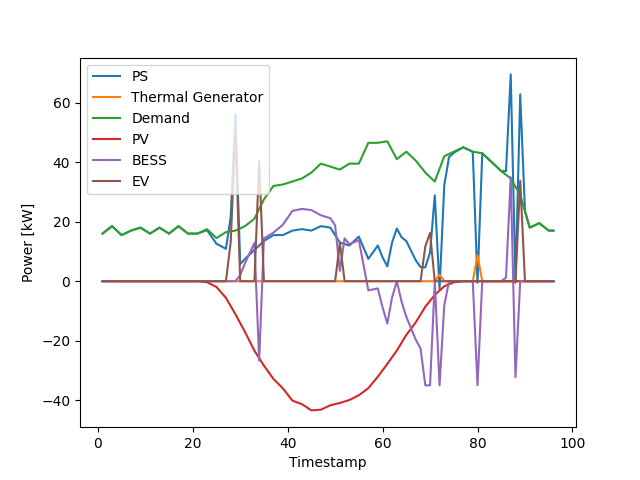 PS
Thermal Generator
Demand
PV
BESS
EV
Power [kW]
60
40
20
0
−20
−40
0 20 40 60 80 100
Timestamp